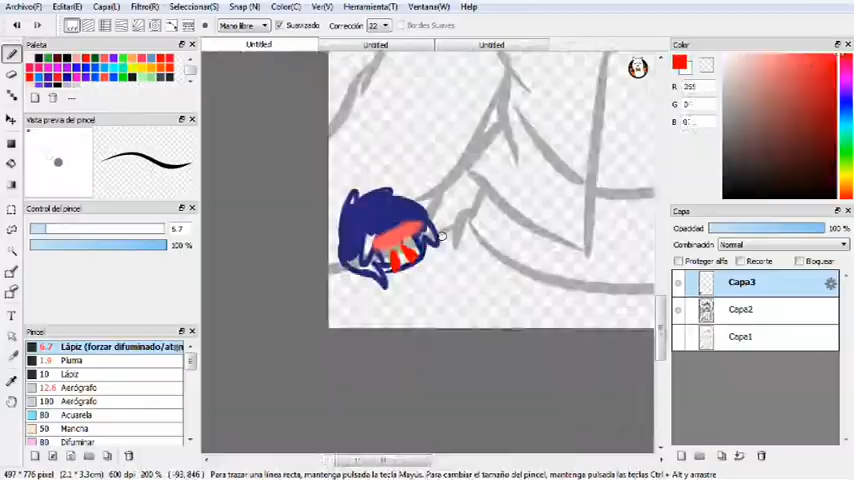 Archivo(F) Editar(E) Capa(L) Filtro(R) Seleccionar(S) Snap (N) Color(C) Ver(V) Herramienta(T) Ventana(W) Help
Mano libre Suavizado Corrección 22 Bordes Suaves
Paleta
Untitled Untitled Untitled
Color
R 255
G 0
B 0
Vista previa del pincel
Control del pincel
6.7
100 %
Capa
Opacidad 100 %
Combinación Normal
Proteger alfa Recorte Bloquear
Capa3
Capa2
Capa1
Pincel
6.7 Lápiz (forzar difuminado/
1.9 Pluma
10 Lápiz
12.6 Aerógrafo
100 Aerógrafo
80 Acuarela
50 Mancha
80 Difuminar
497 * 776 pixel (2.1 * 3.3cm) 600 dpi 200 % (-93, 846) Para trazar una línea recta, mantenga pulsada la tecla Mayús. Para cambiar el tamaño del pincel, mantenga pulsadas las teclas Ctrl + Alt y arrastre